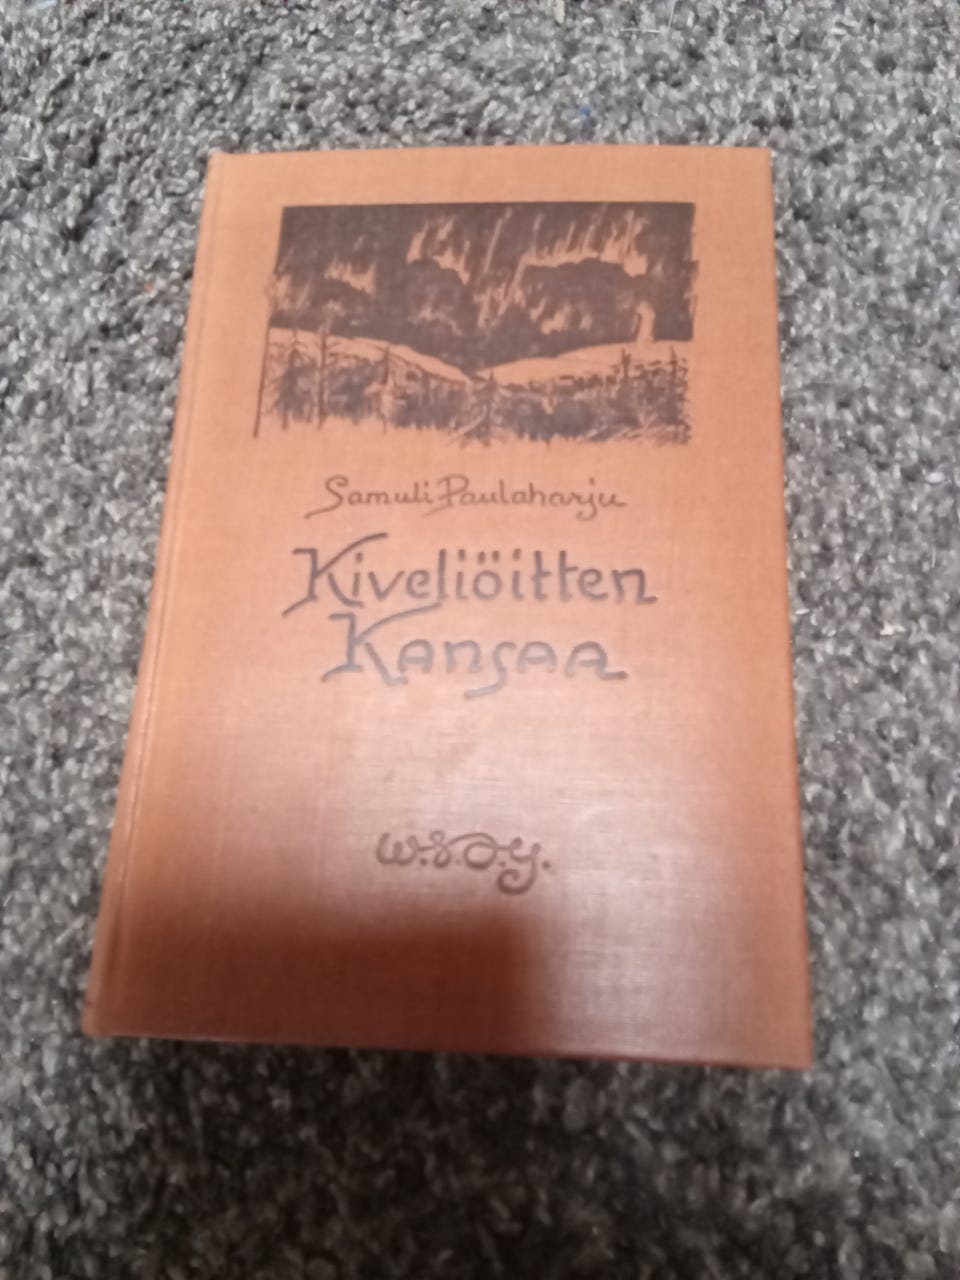 Samuli Paulaharju
Kiveliöitten
Kansaa
W.S.O.Y.